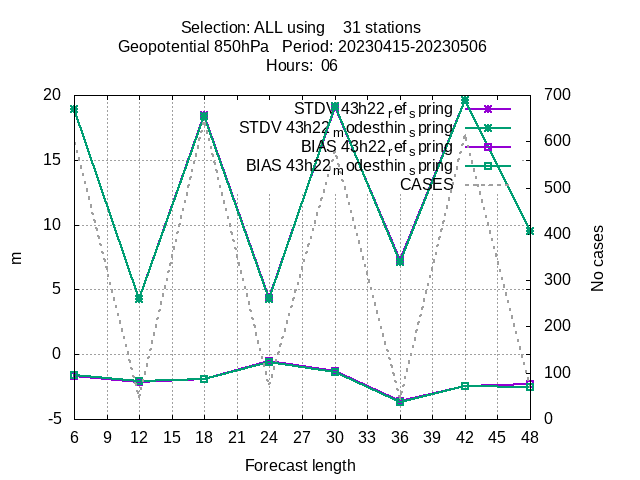 Selection: ALL using    31 stations
Geopotential 850hPa   Period: 20230415-20230506
Hours:  06
20
15
10
5
0
-5
m
700
600
500
400
300
200
100
0
No cases
STDV 43h22_ref_spring
STDV 43h22_modesthin_spring
BIAS 43h22_ref_spring
BIAS 43h22_modesthin_spring
CASES
6 9 12 15 18 21 24 27 30 33 36 39 42 45 48
Forecast length